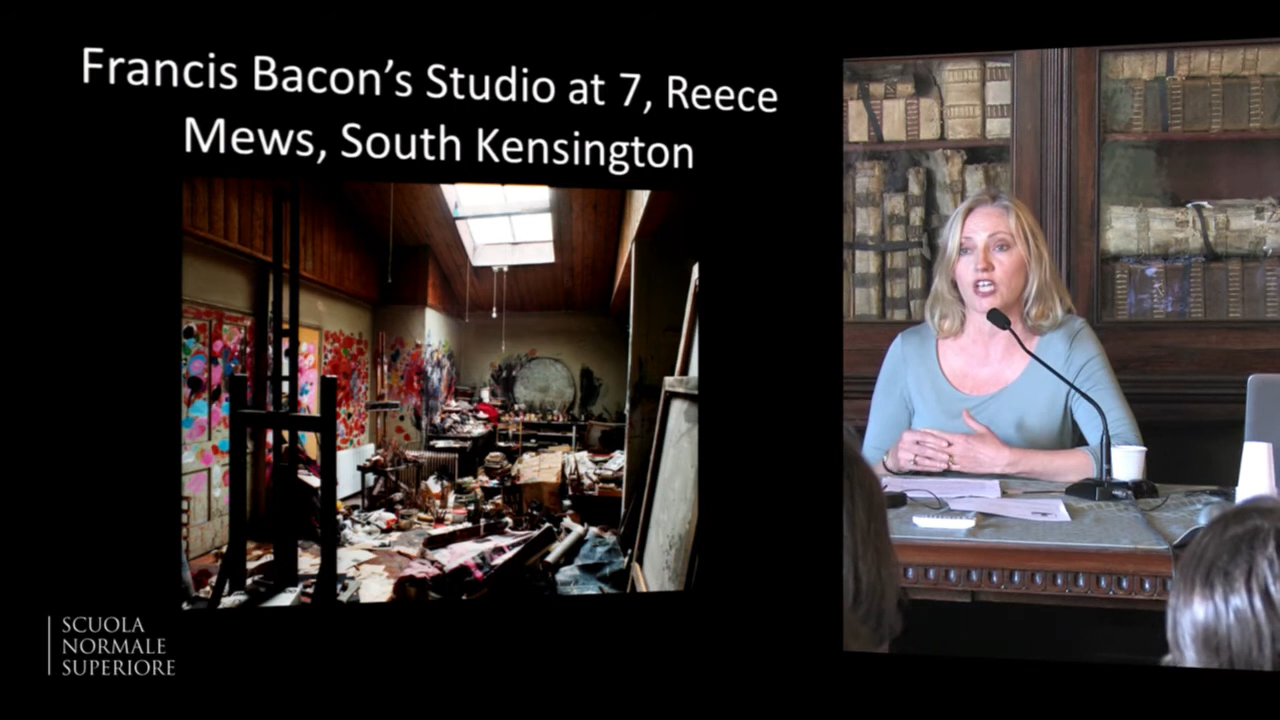 Francis Bacon's Studio at 7, Reece
Mews, South Kensington
SCUOLA
NORMALE
SUPERIORE